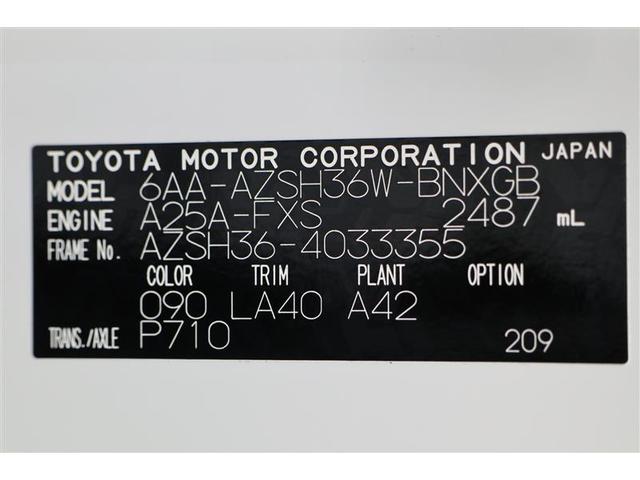 TOYOTA MOTOR CORPORATION JAPAN
MODEL 6AA-AZSH36W-BNXGB
ENGINE A25A-FXS 2487 mL
FRAME No. AZSH36-4033355
COLOR TRIM PLANT OPTION
090 LA40 A42
TRANS./AXLE P710 209